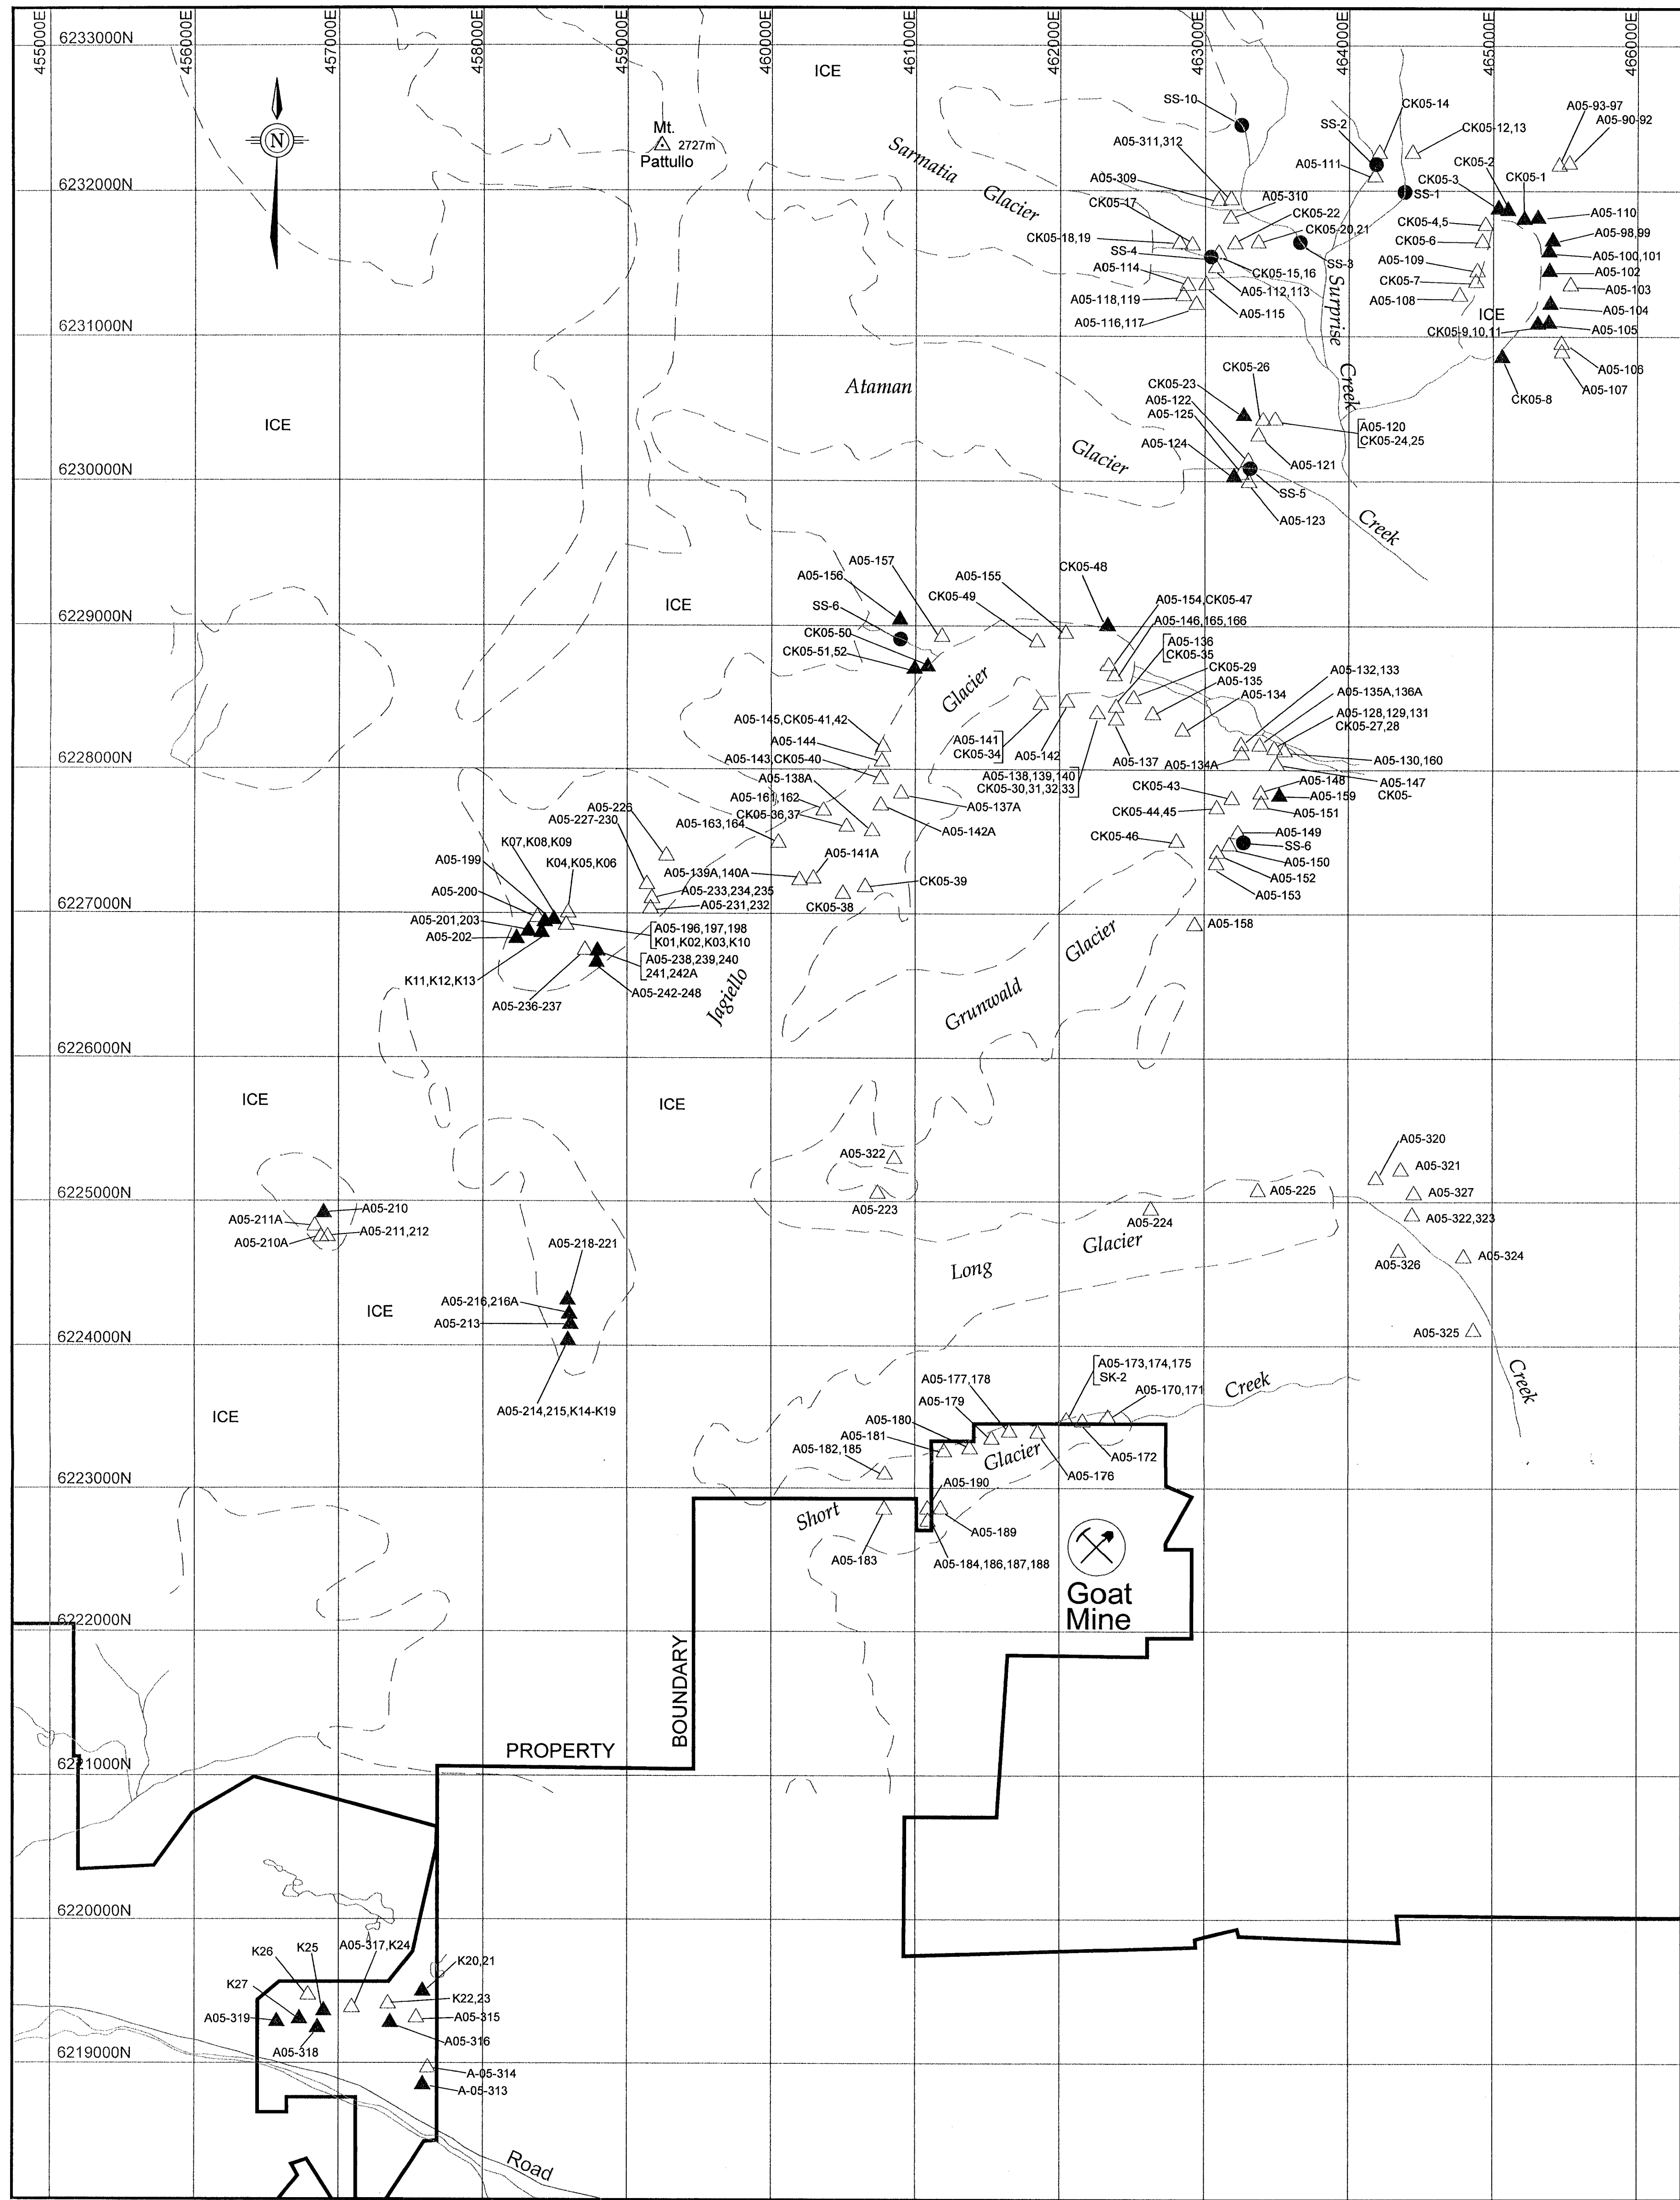 455000E
456000E
457000E
458000E
459000E
460000E
461000E
462000E
463000E
464000E
465000E
466000E
6233000N
ICE
N
Mt.
2727m
Pattullo
SS-10
CK05-14
A05-93-97
A05-90-92
SS-2
CK05-12,13
A05-311,312
A05-111
CK05-2
CK05-3
CK05-1
Sarmatia
Glacier
6232000N
A05-309
A05-310
SS-1
CK05-17
CK05-22
CK05-4,5
A05-110
CK05-20,21
A05-98,99
CK05-18,19
CK05-6
SS-4
SS-3
A05-100,101
A05-109
A05-114
CK05-15,16
A05-102
CK05-7
A05-118,119
A05-112,113
A05-108
A05-103
A05-116,117
A05-115
ICE
A05-104
CK05-9,10,11
A05-105
Surprise
Creek
6231000N
A05-106
A05-107
CK05-8
Ataman
Glacier
CK05-26
CK05-23
A05-122
A05-125
A05-124
A05-120
CK05-24,25
A05-121
SS-5
A05-123
Creek
ICE
6230000N
A05-157
A05-156
A05-155
CK05-48
ICE
CK05-49
SS-6
A05-154,CK05-47
A05-146,165,166
6229000N
CK05-50
CK05-51,52
A05-136
CK05-35
CK05-29
A05-135
A05-134
A05-132,133
A05-135A,136A
A05-128,129,131
CK05-27,28
Glacier
A05-145,CK05-41,42
A05-144
A05-143,CK05-40
A05-138A
A05-141
CK05-34
A05-142
A05-137
A05-134A
A05-130,160
A05-138,139,140
CK05-30,31,32,33
A05-147
CK05-
6228000N
A05-148
A05-159
CK05-43
A05-151
CK05-44,45
A05-161,162
CK05-36,37
A05-137A
A05-163,164
A05-142A
CK05-46
A05-149
SS-6
A05-150
A05-152
A05-153
A05-226
A05-227-230
K07,K08,K09
A05-199
K04,K05,K06
A05-141A
A05-139A,140A
CK05-39
CK05-38
A05-200
A05-233,234,235
A05-231,232
6227000N
A05-201,203
A05-202
A05-196,197,198
K01,K02,K03,K10
A05-158
A05-238,239,240
241,242A
K11,K12,K13
A05-242-248
A05-236-237
Jagiello
Grunwald
Glacier
6226000N
ICE
ICE
A05-322
A05-320
A05-321
6225000N
A05-223
A05-225
A05-327
A05-224
A05-322,323
A05-210
A05-211A
A05-211,212
A05-210A
Long
Glacier
A05-326
A05-324
A05-218-221
ICE
A05-216,216A
A05-213
A05-325
6224000N
A05-214,215,K14-K19
A05-173,174,175
SK-2
A05-177,178
A05-170,171
Creek
Creek
A05-179
ICE
A05-180
A05-181
A05-182,185
Glacier
A05-172
A05-176
6223000N
A05-190
Short
A05-189
A05-183
A05-184,186,187,188
Goat
Mine
6222000N
BOUNDARY
PROPERTY
6221000N
6220000N
K26
K25
A05-317,K24
K20,21
K27
K22,23
A05-319
A05-315
A05-316
A05-318
6219000N
A-05-314
A-05-313
Road